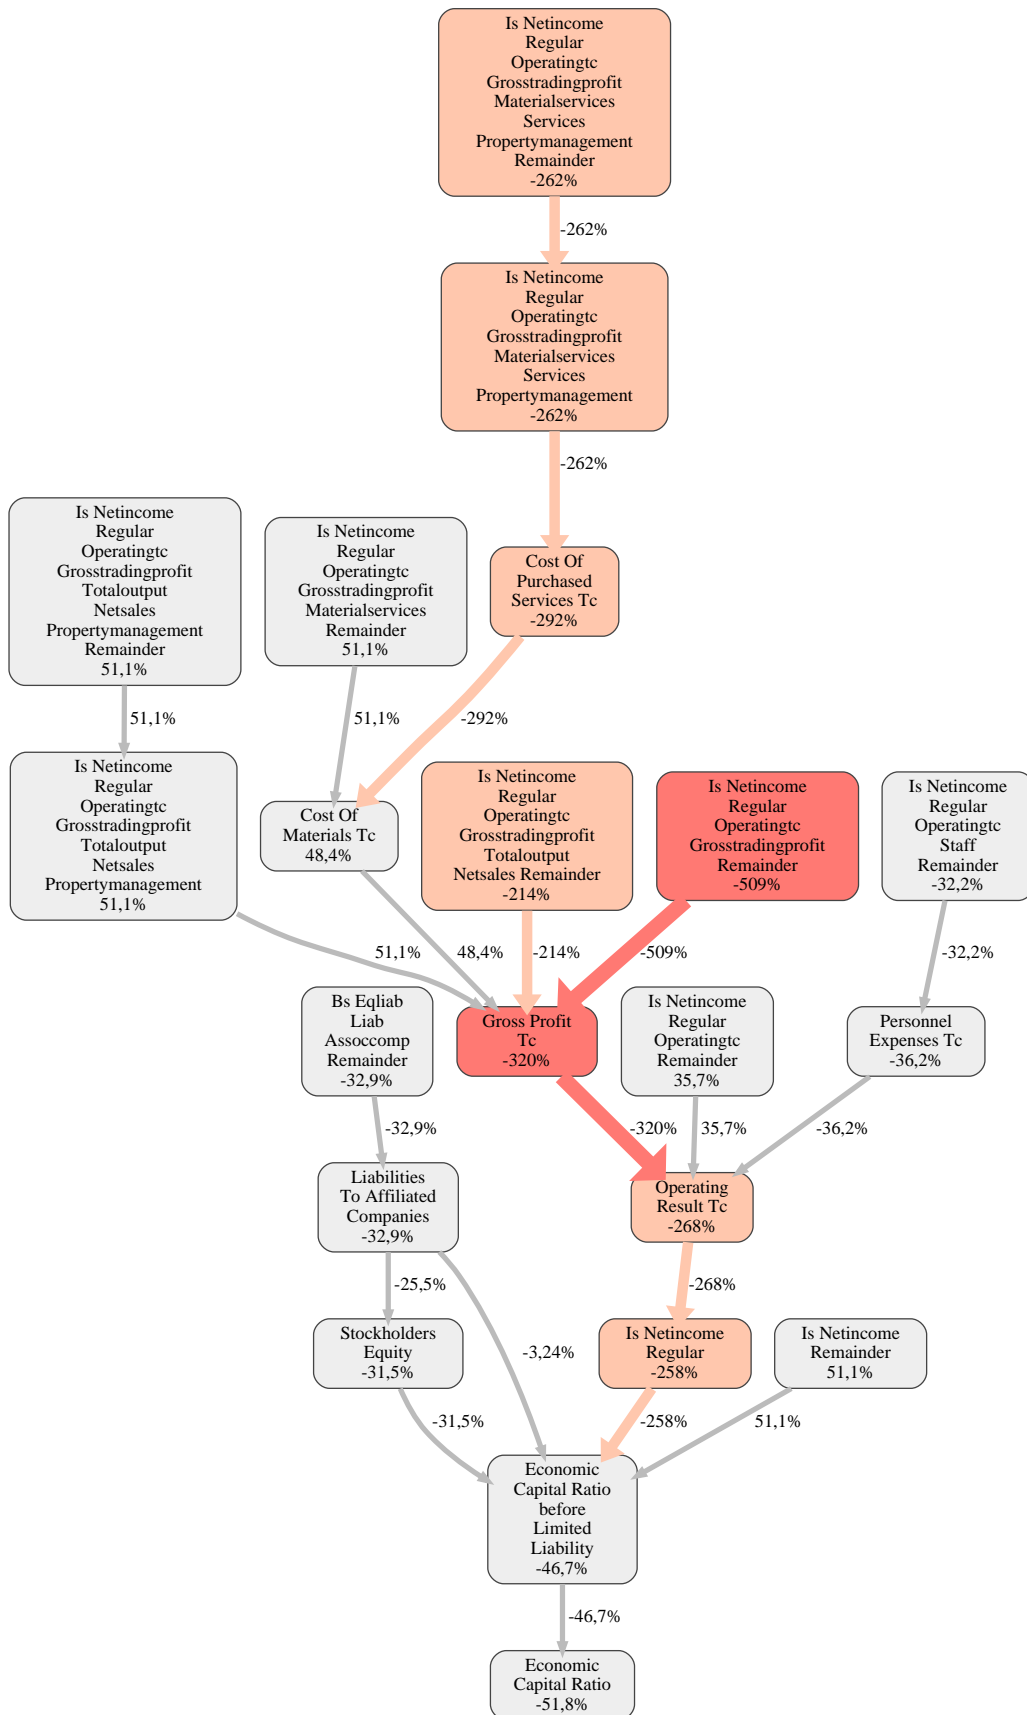 Is Netincome
Regular
Operatingtc
Grosstradingprofit
Materialservices
Services
Propertymanagement
Remainder
-262%
-262%
Is Netincome
Regular
Operatingtc
Grosstradingprofit
Materialservices
Services
Propertymanagement
-262%
-262%
Is Netincome
Regular
Operatingtc
Grosstradingprofit
Totaloutput
Netsales
Propertymanagement
Remainder
51,1%
Is Netincome
Regular
Operatingtc
Grosstradingprofit
Materialservices
Remainder
51,1%
Cost Of
Purchased
Services Tc
-292%
51,1%
51,1%
-292%
Is Netincome
Regular
Operatingtc
Grosstradingprofit
Totaloutput
Netsales
Propertymanagement
51,1%
Cost Of
Materials Tc
48,4%
Is Netincome
Regular
Operatingtc
Grosstradingprofit
Totaloutput
Netsales Remainder
-214%
Is Netincome
Regular
Operatingtc
Grosstradingprofit
Remainder
-509%
Is Netincome
Regular
Operatingtc
Staff
Remainder
-32,2%
51,1%
48,4%
-214%
-509%
-32,2%
Bs Eqliab
Liab
Assoccomp
Remainder
-32,9%
Gross Profit
Tc
-320%
Is Netincome
Regular
Operatingtc
Remainder
35,7%
Personnel
Expenses Tc
-36,2%
-32,9%
-320%
35,7%
-36,2%
Liabilities
To Affiliated
Companies
-32,9%
Operating
Result Tc
-268%
-25,5%
-3,24%
-268%
Stockholders
Equity
-31,5%
Is Netincome
Regular
-258%
Is Netincome
Remainder
51,1%
-31,5%
-258%
51,1%
Economic
Capital Ratio
before
Limited
Liability
-46,7%
-46,7%
Economic
Capital Ratio
-51,8%